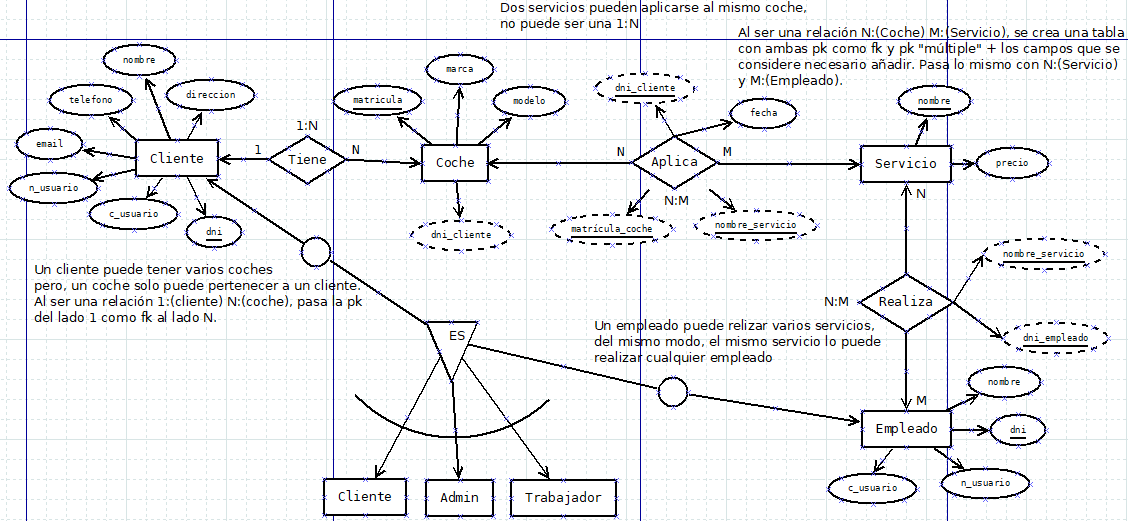 Dos servicios pueden aplicarse al mismo coche,
no puede ser una 1:N
Al ser una relación N:(Coche) M:(Servicio), se crea una tabla
con ambas pk como fk y pk "múltiple" + los campos que se
considere necesario añadir. Pasa lo mismo con N:(Servicio)
y M:(Empleado).
nombre
telefono
direccion
email
Cliente
n_usuario
c_usuario
dni
1
1:N
Tiene
N
marca
matricula
modelo
Coche
dni_cliente
dni_cliente
fecha
N
Aplica
M
N:M
matrícula_coche
nombre_servicio
nombre
Servicio
precio
N
Un cliente puede tener varios coches
pero, un coche solo puede pertenecer a un cliente.
Al ser una relación 1:(cliente) N:(coche), pasa la pk
del lado 1 como fk al lado N.
nombre_servicio
N:M
Realiza
dni_empleado
Un empleado puede relizar varios servicios,
del mismo modo, el mismo servicio lo puede
realizar cualquier empleado
ES
M
nombre
Empleado
dni
c_usuario
n_usuario
Cliente
Admin
Trabajador